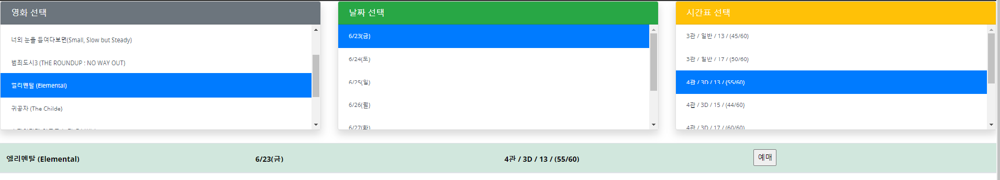 영화 선택
너의 눈을 들여다보면(Small, Slow but Steady)
범죄도시3 (THE ROUNDUP : NO WAY OUT)
엘리멘탈 (Elemental)
귀공자 (The Childe)
날짜 선택
6/23(금)
6/24(토)
6/25(일)
6/26(월)
6/27(화)
시간표 선택
3관 / 일반 / 13 / (45/60)
3관 / 일반 / 17 / (50/60)
4관 / 3D / 13 / (55/60)
4관 / 3D / 15 / (44/60)
4관 / 3D / 17 / (60/60)
엘리멘탈 (Elemental) 6/23(금) 4관 / 3D / 13 / (55/60) 예매